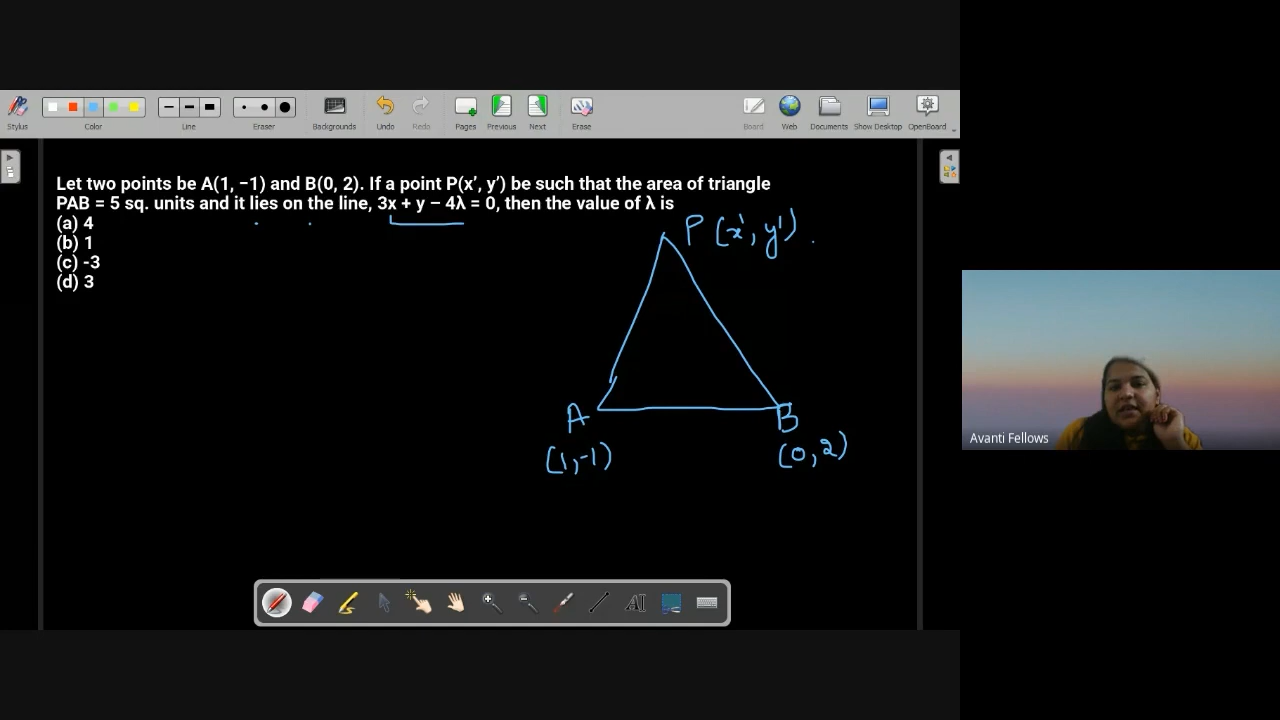 Stylus
Color
Line
Eraser
Backgrounds
Undo
Redo
Pages
Previous
Next
Erase
Board
Web
Documents
Show Desktop
OpenBoard
Let two points be A(1, −1) and B(0, 2). If a point P(x’, y’) be such that the area of triangle
PAB = 5 sq. units and it lies on the line, 3x + y − 4λ = 0, then the value of λ is
(a) 4
(b) 1
(c) -3
(d) 3
P (x', y')
A
B
(1,-1)
(0,2)
Avanti Fellows
AI